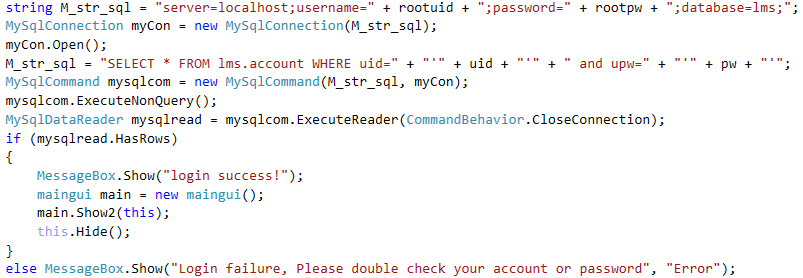 string M_str_sql = "server=localhost;username=" + rootuid + ";password=" + rootpw + ";database=lms;";
MySqlConnection myCon = new MySqlConnection(M_str_sql);
myCon.Open();
M_str_sql = "SELECT * FROM lms.account WHERE uid=" + "'" + uid + "'" + " and upw=" + "'" + pw + "'";
MySqlCommand mysqlcom = new MySqlCommand(M_str_sql, myCon);
mysqlcom.ExecuteNonQuery();
MySqlDataReader mysqlread = mysqlcom.ExecuteReader(CommandBehavior.CloseConnection);
if (mysqlread.HasRows)
{
    MessageBox.Show("login success!");
    maingui main = new maingui();
    main.Show2(this);
    this.Hide();
}
else MessageBox.Show("Login failure, Please double check your account or password", "Error");